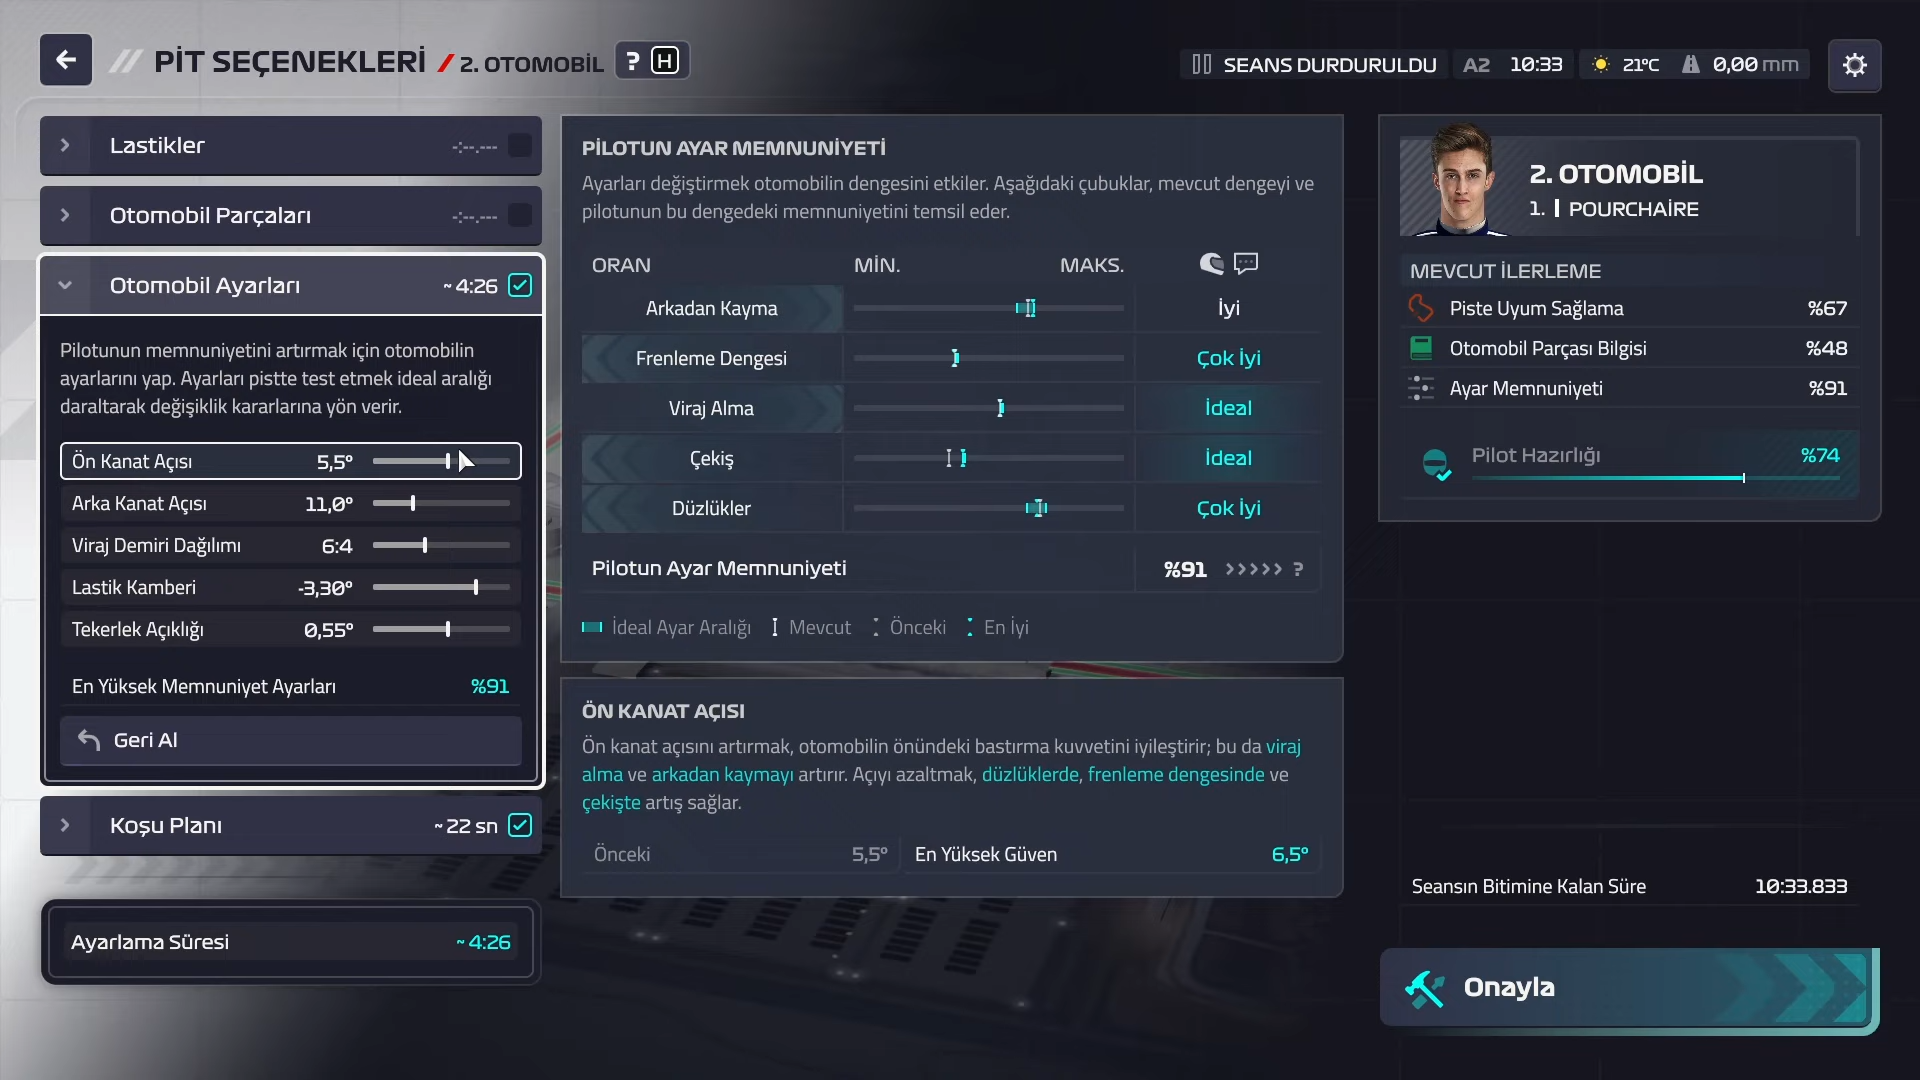 PİT SEÇENEKLERİ
2. OTOMOBİL
? H
SEANS DURDURULDU
A2 10:33
21°C
0,00 mm
Lastikler -:--.---
Otomobil Parçaları -:--.---
Otomobil Ayarları ~ 4:26
Pilotunun memnuniyetini artırmak için otomobilin
ayarlarını yap. Ayarları pistte test etmek ideal aralığı
daraltarak değişiklik kararlarına yön verir.
Ön Kanat Açısı 5,5°
Arka Kanat Açısı 11,0°
Viraj Demiri Dağılımı 6:4
Lastik Kamberi -3,30°
Tekerlek Açıklığı 0,55°
En Yüksek Memnuniyet Ayarları %91
Geri Al
Koşu Planı ~ 22 sn
Ayarlama Süresi ~ 4:26
PİLOTUN AYAR MEMNUNİYETİ
Ayarları değiştirmek otomobilin dengesini etkiler. Aşağıdaki çubuklar, mevcut dengeyi ve
pilotunun bu dengedeki memnuniyetini temsil eder.
ORAN MİN. MAKS.
Arkadan Kayma İyi
Frenleme Dengesi Çok İyi
Viraj Alma İdeal
Çekiş İdeal
Düzlükler Çok İyi
Pilotun Ayar Memnuniyeti %91 >>>>> ?
İdeal Ayar Aralığı Mevcut Önceki En İyi
ÖN KANAT AÇISI
Ön kanat açısını artırmak, otomobilin önündeki bastırma kuvvetini iyileştirir; bu da viraj
alma ve arkadan kaymayı artırır. Açıyı azaltmak, düzlüklerde, frenleme dengesinde ve
çekişte artış sağlar.
Önceki 5,5° En Yüksek Güven 6,5°
2. OTOMOBİL
1. POURCHAİRE
MEVCUT İLERLEME
Piste Uyum Sağlama %67
Otomobil Parçası Bilgisi %48
Ayar Memnuniyeti %91
Pilot Hazırlığı %74
Seansın Bitimine Kalan Süre 10:33.833
Onayla